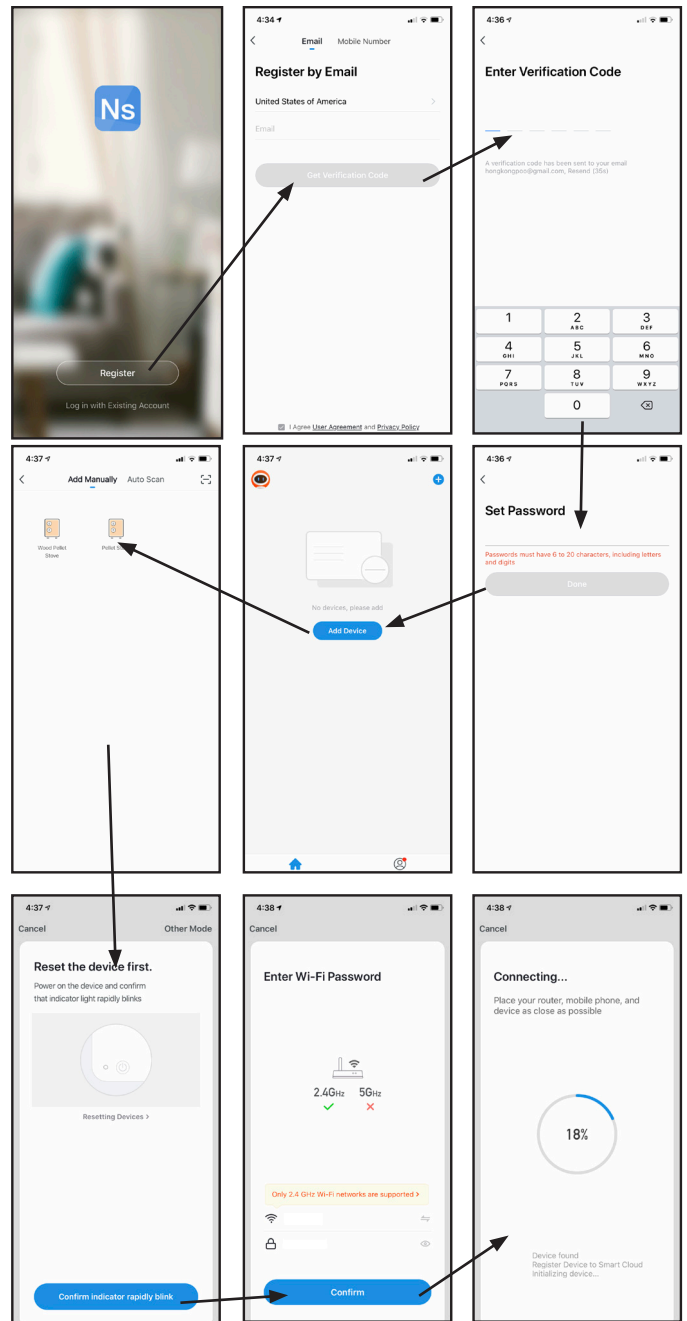 Ns
Register
Log in with Existing Account
4:34
Email Mobile Number
Register by Email
United States of America
Email
Get Verification Code
I Agree User Agreement and Privacy Policy
4:36
Enter Verification Code
A verification code has been sent to your email
hongkongpoo@gmail.com, Resend (36s)
1 2 3
ABC DEF
4 5 6
GHI JKL MNO
7 8 9
PQRS TUV WXYZ
0
4:37
Add Manually Auto Scan
Wood Pellet
Stove
Pellet
4:37
No devices, please add
Add Device
4:36
Set Password
Passwords must have 6 to 20 characters, including letters
and digits
Done
4:37
Cancel Other Mode
Reset the device first.
Power on the device and confirm
that indicator light rapidly blinks
Resetting Devices >
Confirm indicator rapidly blink
4:38
Cancel
Enter Wi-Fi Password
2.4GHz 5GHz
Only 2.4 GHz Wi-Fi networks are supported >
Confirm
4:38
Cancel
Connecting...
Place your router, mobile phone, and
device as close as possible
18%
Device found
Register Device to Smart Cloud
Initializing device...